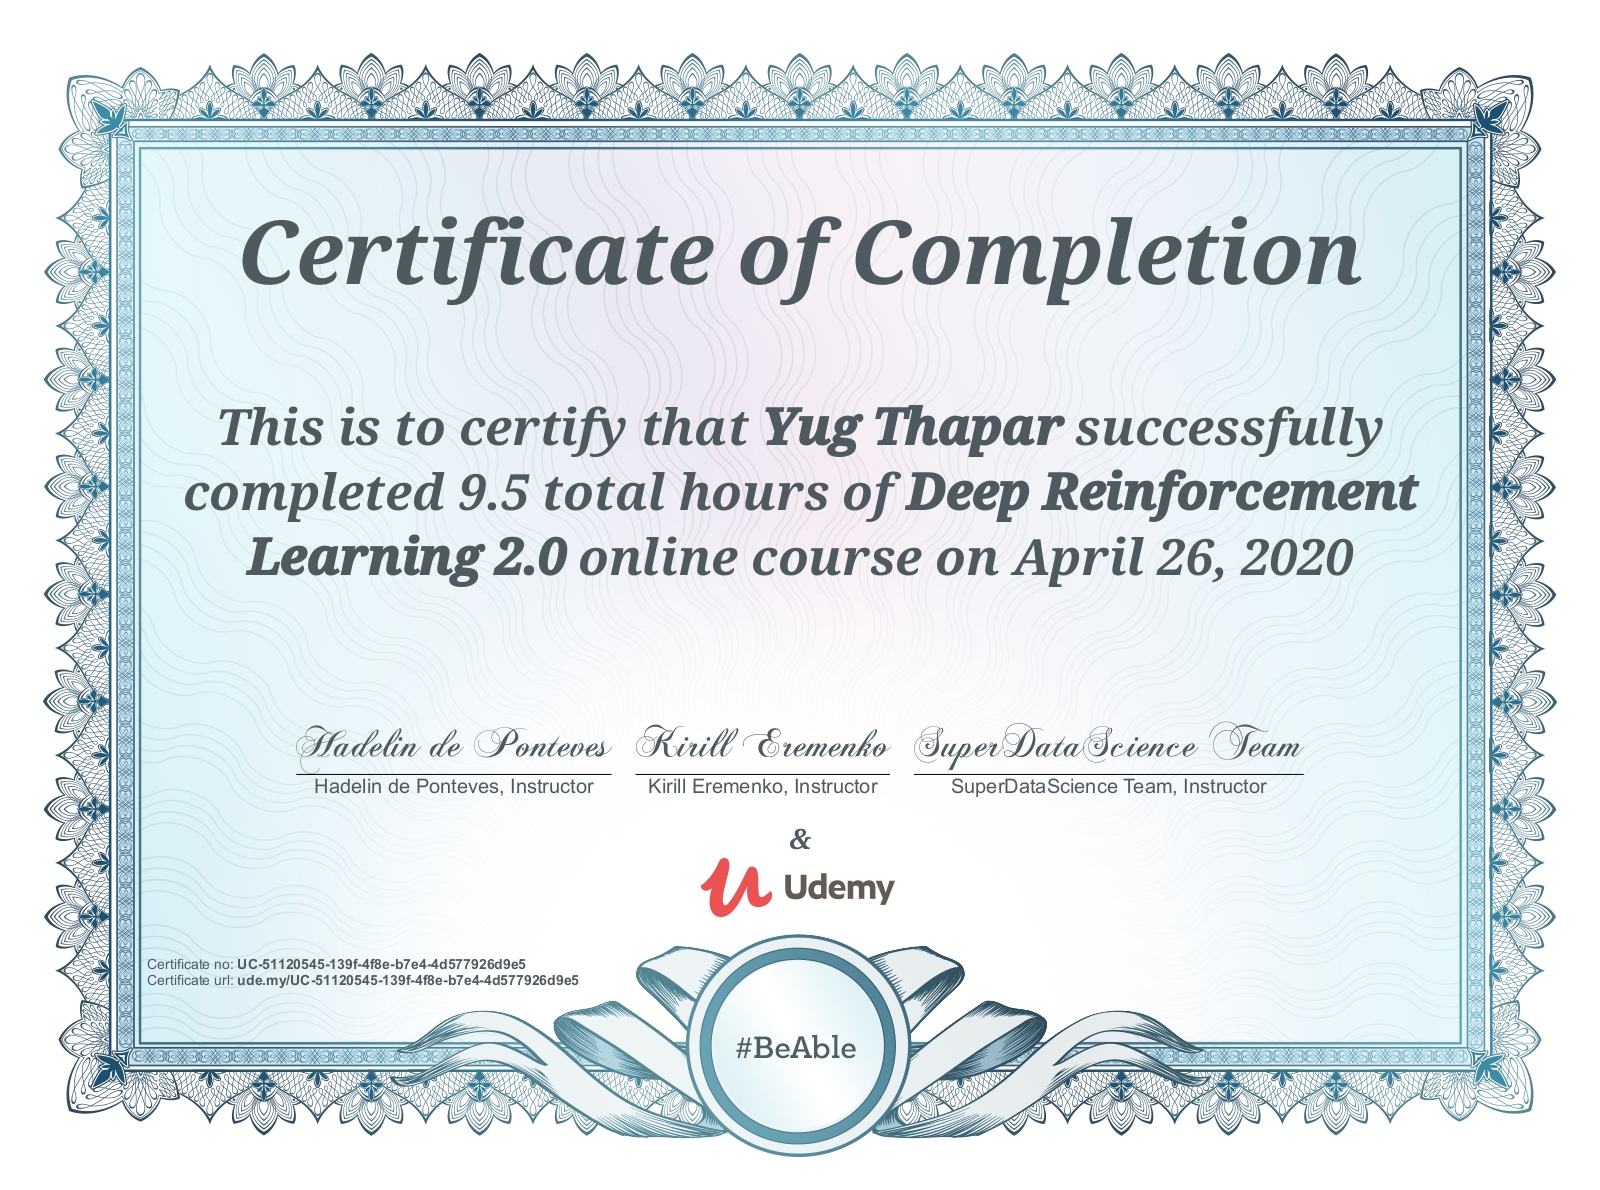 Certificate of Completion
This is to certify that Yug Thapar successfully
completed 9.5 total hours of Deep Reinforcement
Learning 2.0 online course on April 26, 2020
Hadelin de Ponteves Kirill Eremenko SuperDataScience Team
Hadelin de Ponteves, Instructor Kirill Eremenko, Instructor SuperDataScience Team, Instructor
&
Udemy
Certificate no: UC-51120545-139f-4f8e-b7e4-4d577926d9e5
Certificate url: ude.my/UC-51120545-139f-4f8e-b7e4-4d577926d9e5
#BeAble